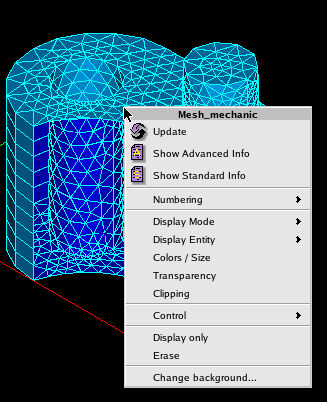 Mesh_mechanic
Update
Show Advanced Info
Show Standard Info
Numbering
Display Mode
Display Entity
Colors / Size
Transparency
Clipping
Control
Display only
Erase
Change background...